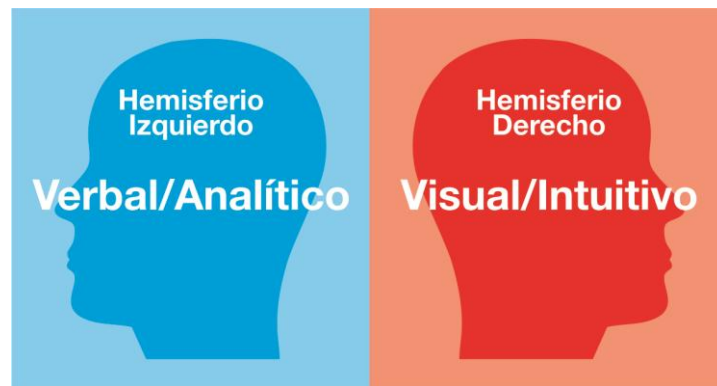 Hemisferio
Izquierdo
Verbal/Analítico
Hemisferio
Derecho
Visual/Intuitivo